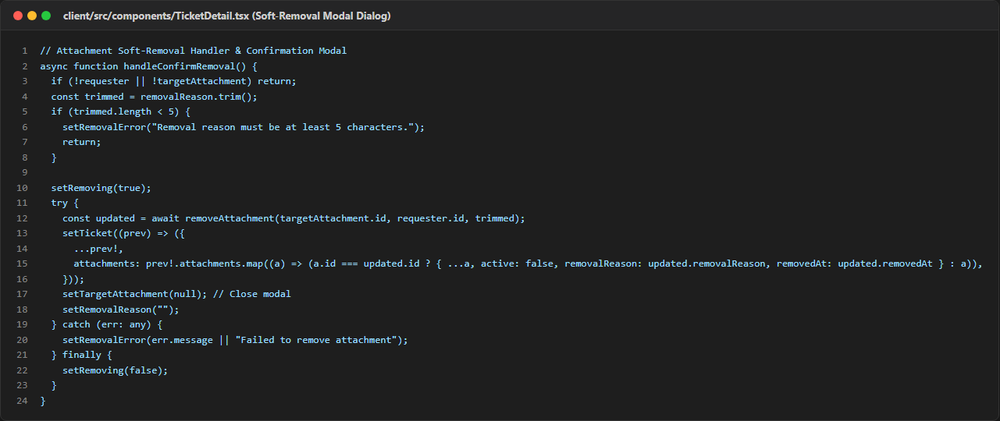 client/src/components/TicketDetail.tsx (Soft-Removal Modal Dialog)
1 // Attachment Soft-Removal Handler & Confirmation Modal
2 async function handleConfirmRemoval() {
3   if (!requester || !targetAttachment) return;
4   const trimmed = removalReason.trim();
5   if (trimmed.length < 5) {
6     setRemovalError("Removal reason must be at least 5 characters.");
7     return;
8   }
9
10   setRemoving(true);
11   try {
12     const updated = await removeAttachment(targetAttachment.id, requester.id, trimmed);
13     setTicket((prev) => ({
14       ...prev!,
15       attachments: prev!.attachments.map((a) => (a.id === updated.id ? { ...a, active: false, removalReason: updated.removalReason, removedAt: updated.removedAt } : a)),
16     }));
17     setTargetAttachment(null); // Close modal
18     setRemovalReason("");
19   } catch (err: any) {
20     setRemovalError(err.message || "Failed to remove attachment");
21   } finally {
22     setRemoving(false);
23   }
24 }